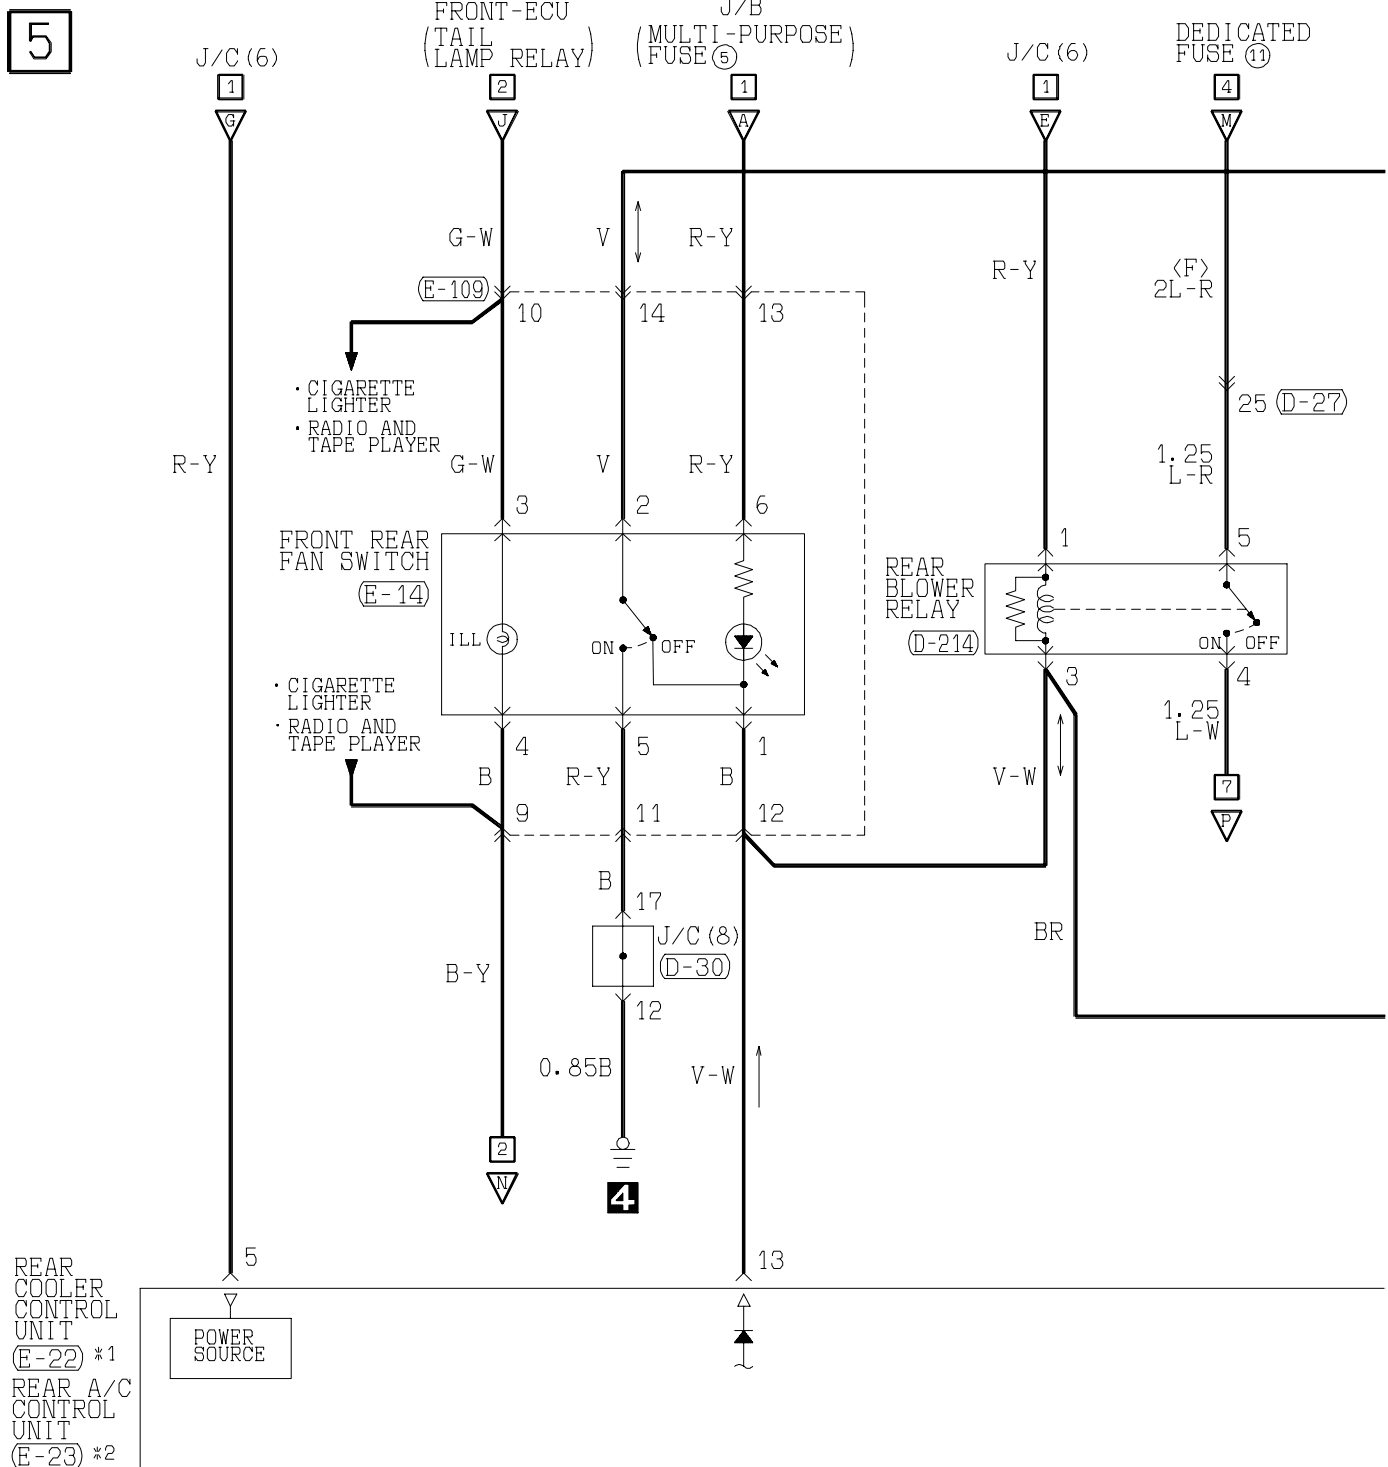 5
J/C(6)
1
G
FRONT-ECU
(TAIL
LAMP RELAY)
2
J
J/B
(MULTI-PURPOSE
FUSE⑤)
1
A
J/C(6)
1
E
DEDICATED
FUSE ⑪
4
M
G-W
V
R-Y
R-Y
<F>
2L-R
E-109
10
14
13
· CIGARETTE
LIGHTER
· RADIO AND
TAPE PLAYER
25 D-27
R-Y
G-W
V
R-Y
1.25
L-R
3
2
6
1
5
FRONT REAR
FAN SWITCH
E-14
REAR
BLOWER
RELAY
D-214
ILL
ON
OFF
ON
OFF
· CIGARETTE
LIGHTER
· RADIO AND
TAPE PLAYER
4
5
1
3
4
1.25
L-W
B
R-Y
B
V-W
7
P
9
11
12
B
17
J/C(8)
D-30
12
BR
B-Y
0.85B
V-W
2
N
4
5
13
REAR
COOLER
CONTROL
UNIT
E-22 *1
REAR A/C
CONTROL
UNIT
E-23 *2
POWER
SOURCE